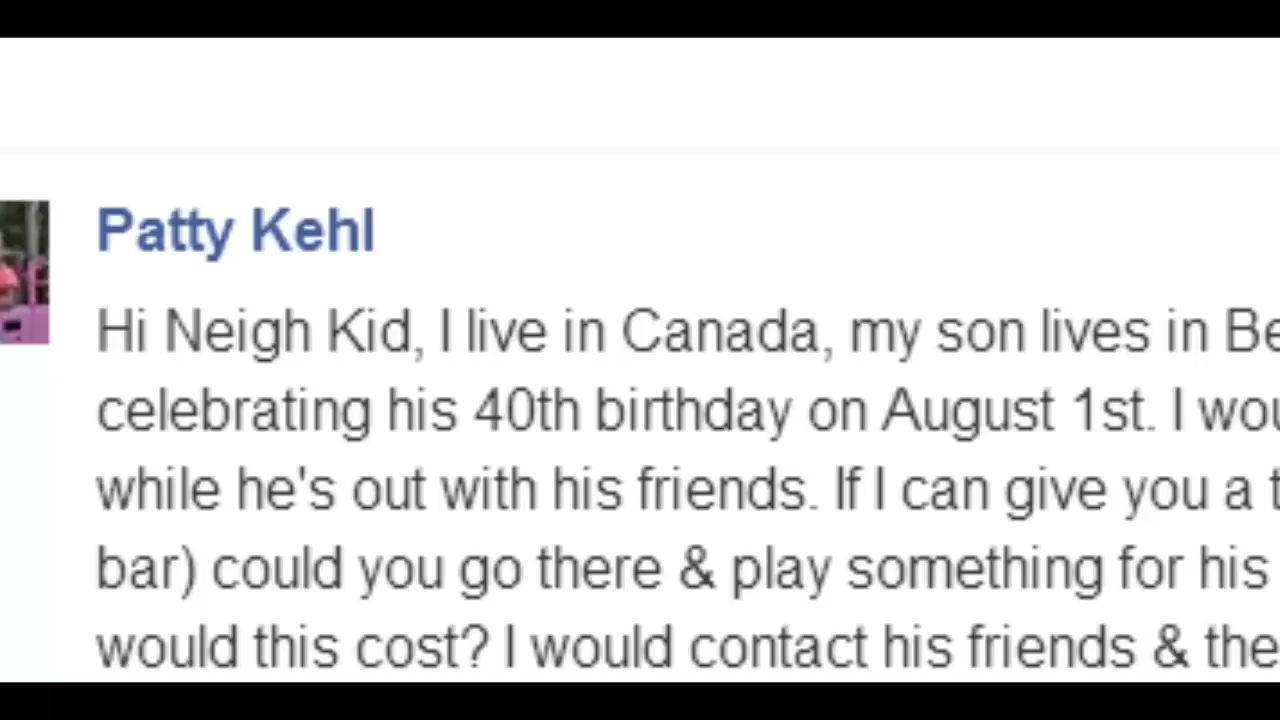 Patty Kehl
Hi Neigh Kid, I live in Canada, my son lives in
celebrating his 40th birthday on August 1st. I
while he's out with his friends. If I can give you a
bar) could you go there & play something for his
would this cost? I would contact his friends &